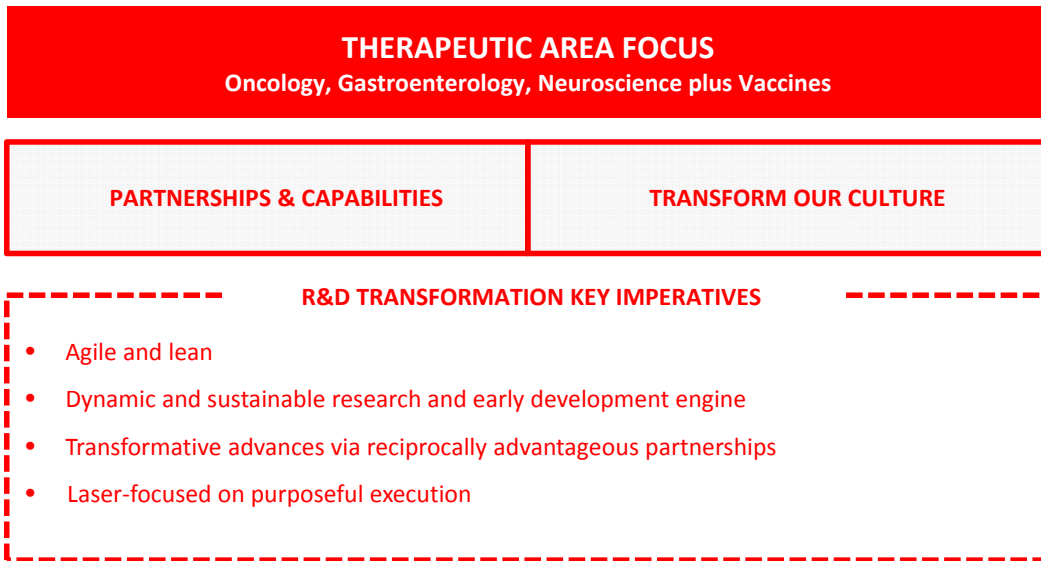 THERAPEUTIC AREA FOCUS
Oncology, Gastroenterology, Neuroscience plus Vaccines
PARTNERSHIPS & CAPABILITIES
TRANSFORM OUR CULTURE
R&D TRANSFORMATION KEY IMPERATIVES
• Agile and lean
• Dynamic and sustainable research and early development engine
• Transformative advances via reciprocally advantageous partnerships
• Laser-focused on purposeful execution